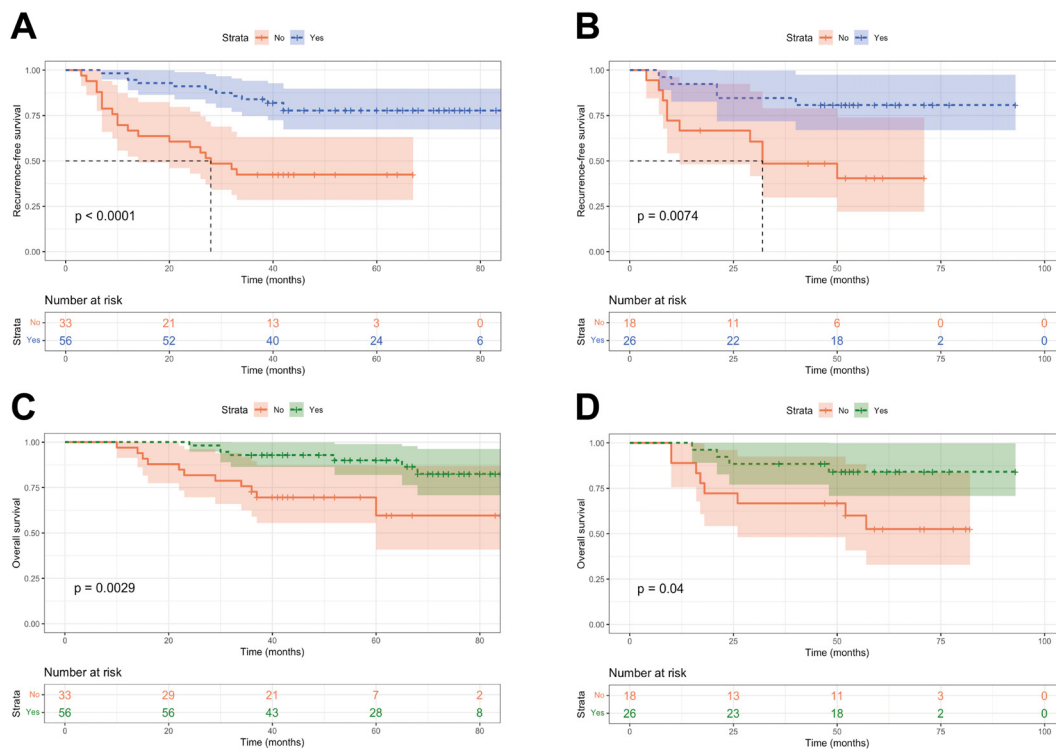 A
Strata No Yes
1.00
0.75
0.50
0.25
0.00
Recurrence-free survival
p < 0.0001
0 20 40 60 80
Time (months)
Number at risk
Strata
No 33 21 13 3 0
Yes 56 52 40 24 6
0 20 40 60 80
Time (months)
B
Strata No Yes
1.00
0.75
0.50
0.25
0.00
Recurrence-free survival
p = 0.0074
0 25 50 75 100
Time (months)
Number at risk
Strata
No 18 11 6 0 0
Yes 26 22 18 2 0
0 25 50 75 100
Time (months)
C
Strata No Yes
1.00
0.75
0.50
0.25
0.00
Overall survival
p = 0.0029
0 20 40 60 80
Time (months)
Number at risk
Strata
No 33 29 21 7 2
Yes 56 56 43 28 8
0 20 40 60 80
Time (months)
D
Strata No Yes
1.00
0.75
0.50
0.25
0.00
Overall survival
p = 0.04
0 25 50 75 100
Time (months)
Number at risk
Strata
No 18 13 11 3 0
Yes 26 23 18 2 0
0 25 50 75 100
Time (months)